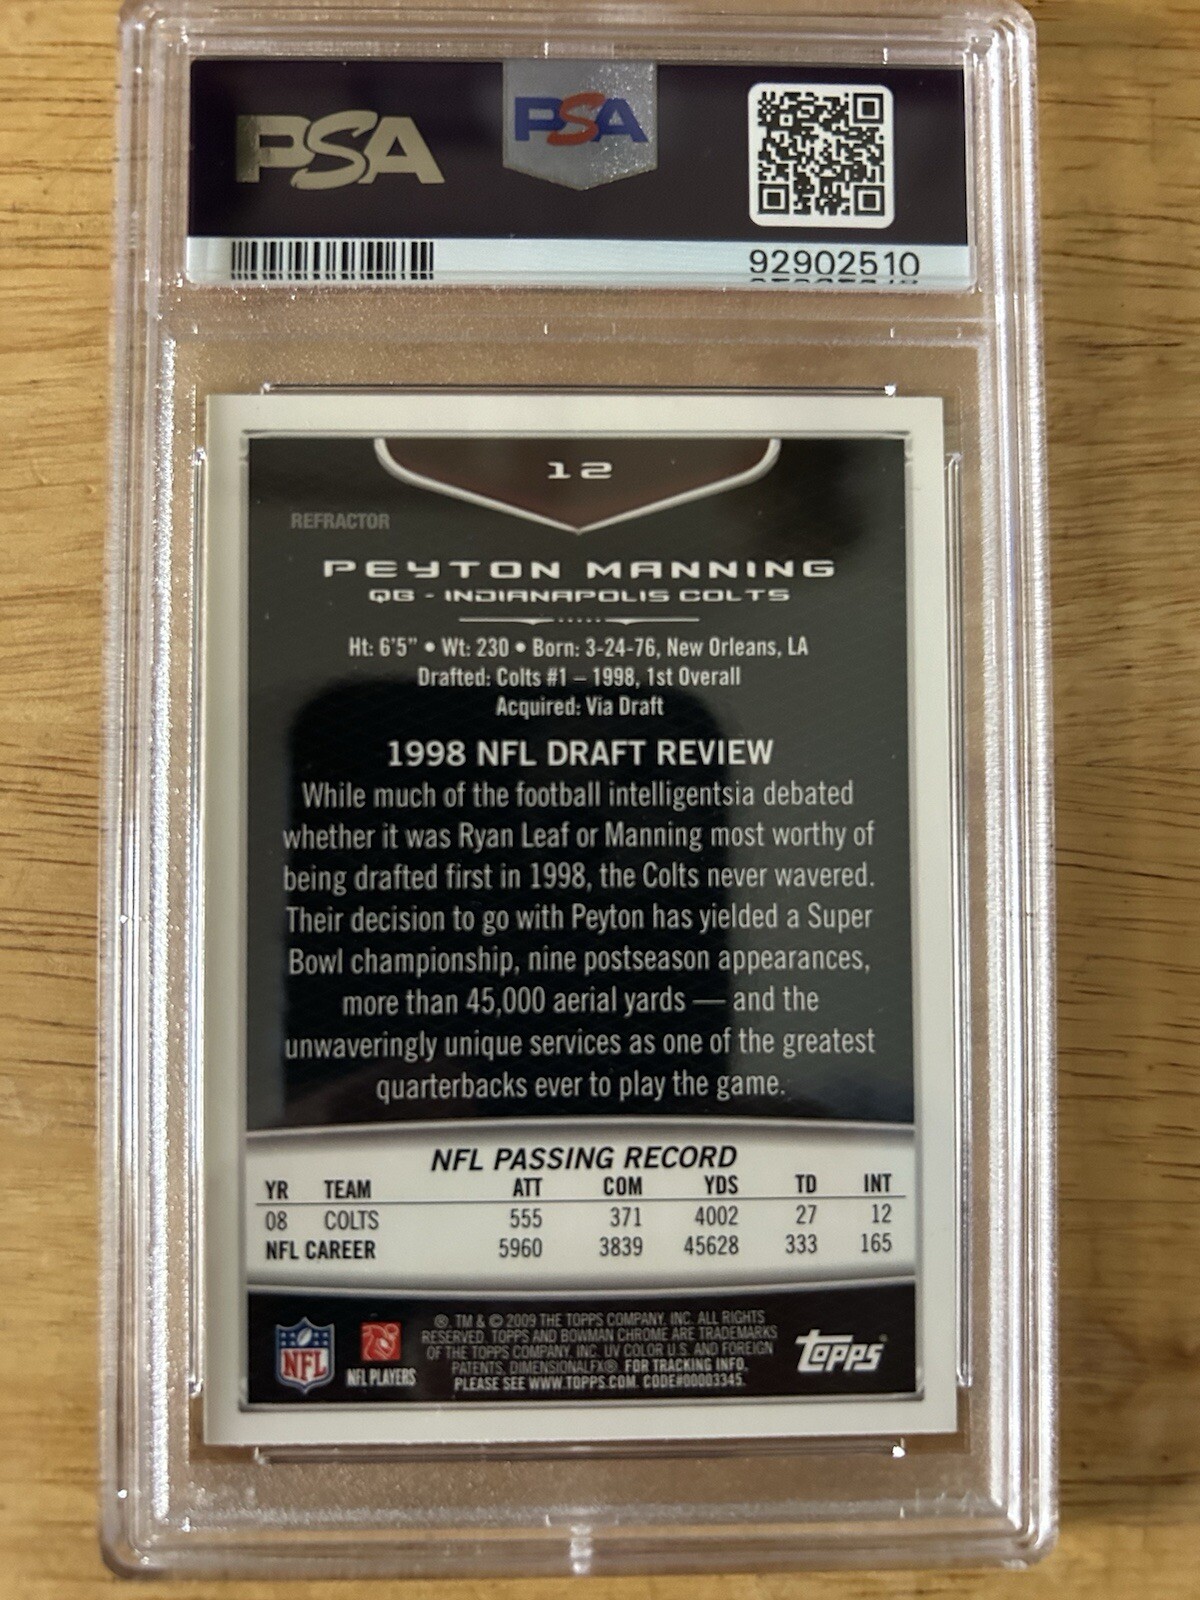 PSA
PSA
92902510
12
REFRACTOR
PEYTON MANNING
QB - INDIANAPOLIS COLTS
Ht: 6'5" • Wt: 230 • Born: 3-24-76, New Orleans, LA
Drafted: Colts #1 – 1998, 1st Overall
Acquired: Via Draft
1998 NFL DRAFT REVIEW
While much of the football intelligentsia debated
whether it was Ryan Leaf or Manning most worthy of
being drafted first in 1998, the Colts never wavered.
Their decision to go with Peyton has yielded a Super
Bowl championship, nine postseason appearances,
more than 45,000 aerial yards — and the
unwaveringly unique services as one of the greatest
quarterbacks ever to play the game.
NFL PASSING RECORD
YR TEAM ATT COM YDS TD INT
08 COLTS 555 371 4002 27 12
NFL CAREER 5960 3839 45628 333 165
®, TM & © 2009 THE TOPPS COMPANY, INC. ALL RIGHTS
RESERVED. TOPPS AND BOWMAN CHROME ARE TRADEMARKS
OF THE TOPPS COMPANY, INC. UV COLOR U.S. AND FOREIGN
PATENTS, DIMENSIONALFX®. FOR TRACKING INFO,
PLEASE SEE WWW.TOPPS.COM. CODE#00003345.
NFL
NFL PLAYERS
topps®